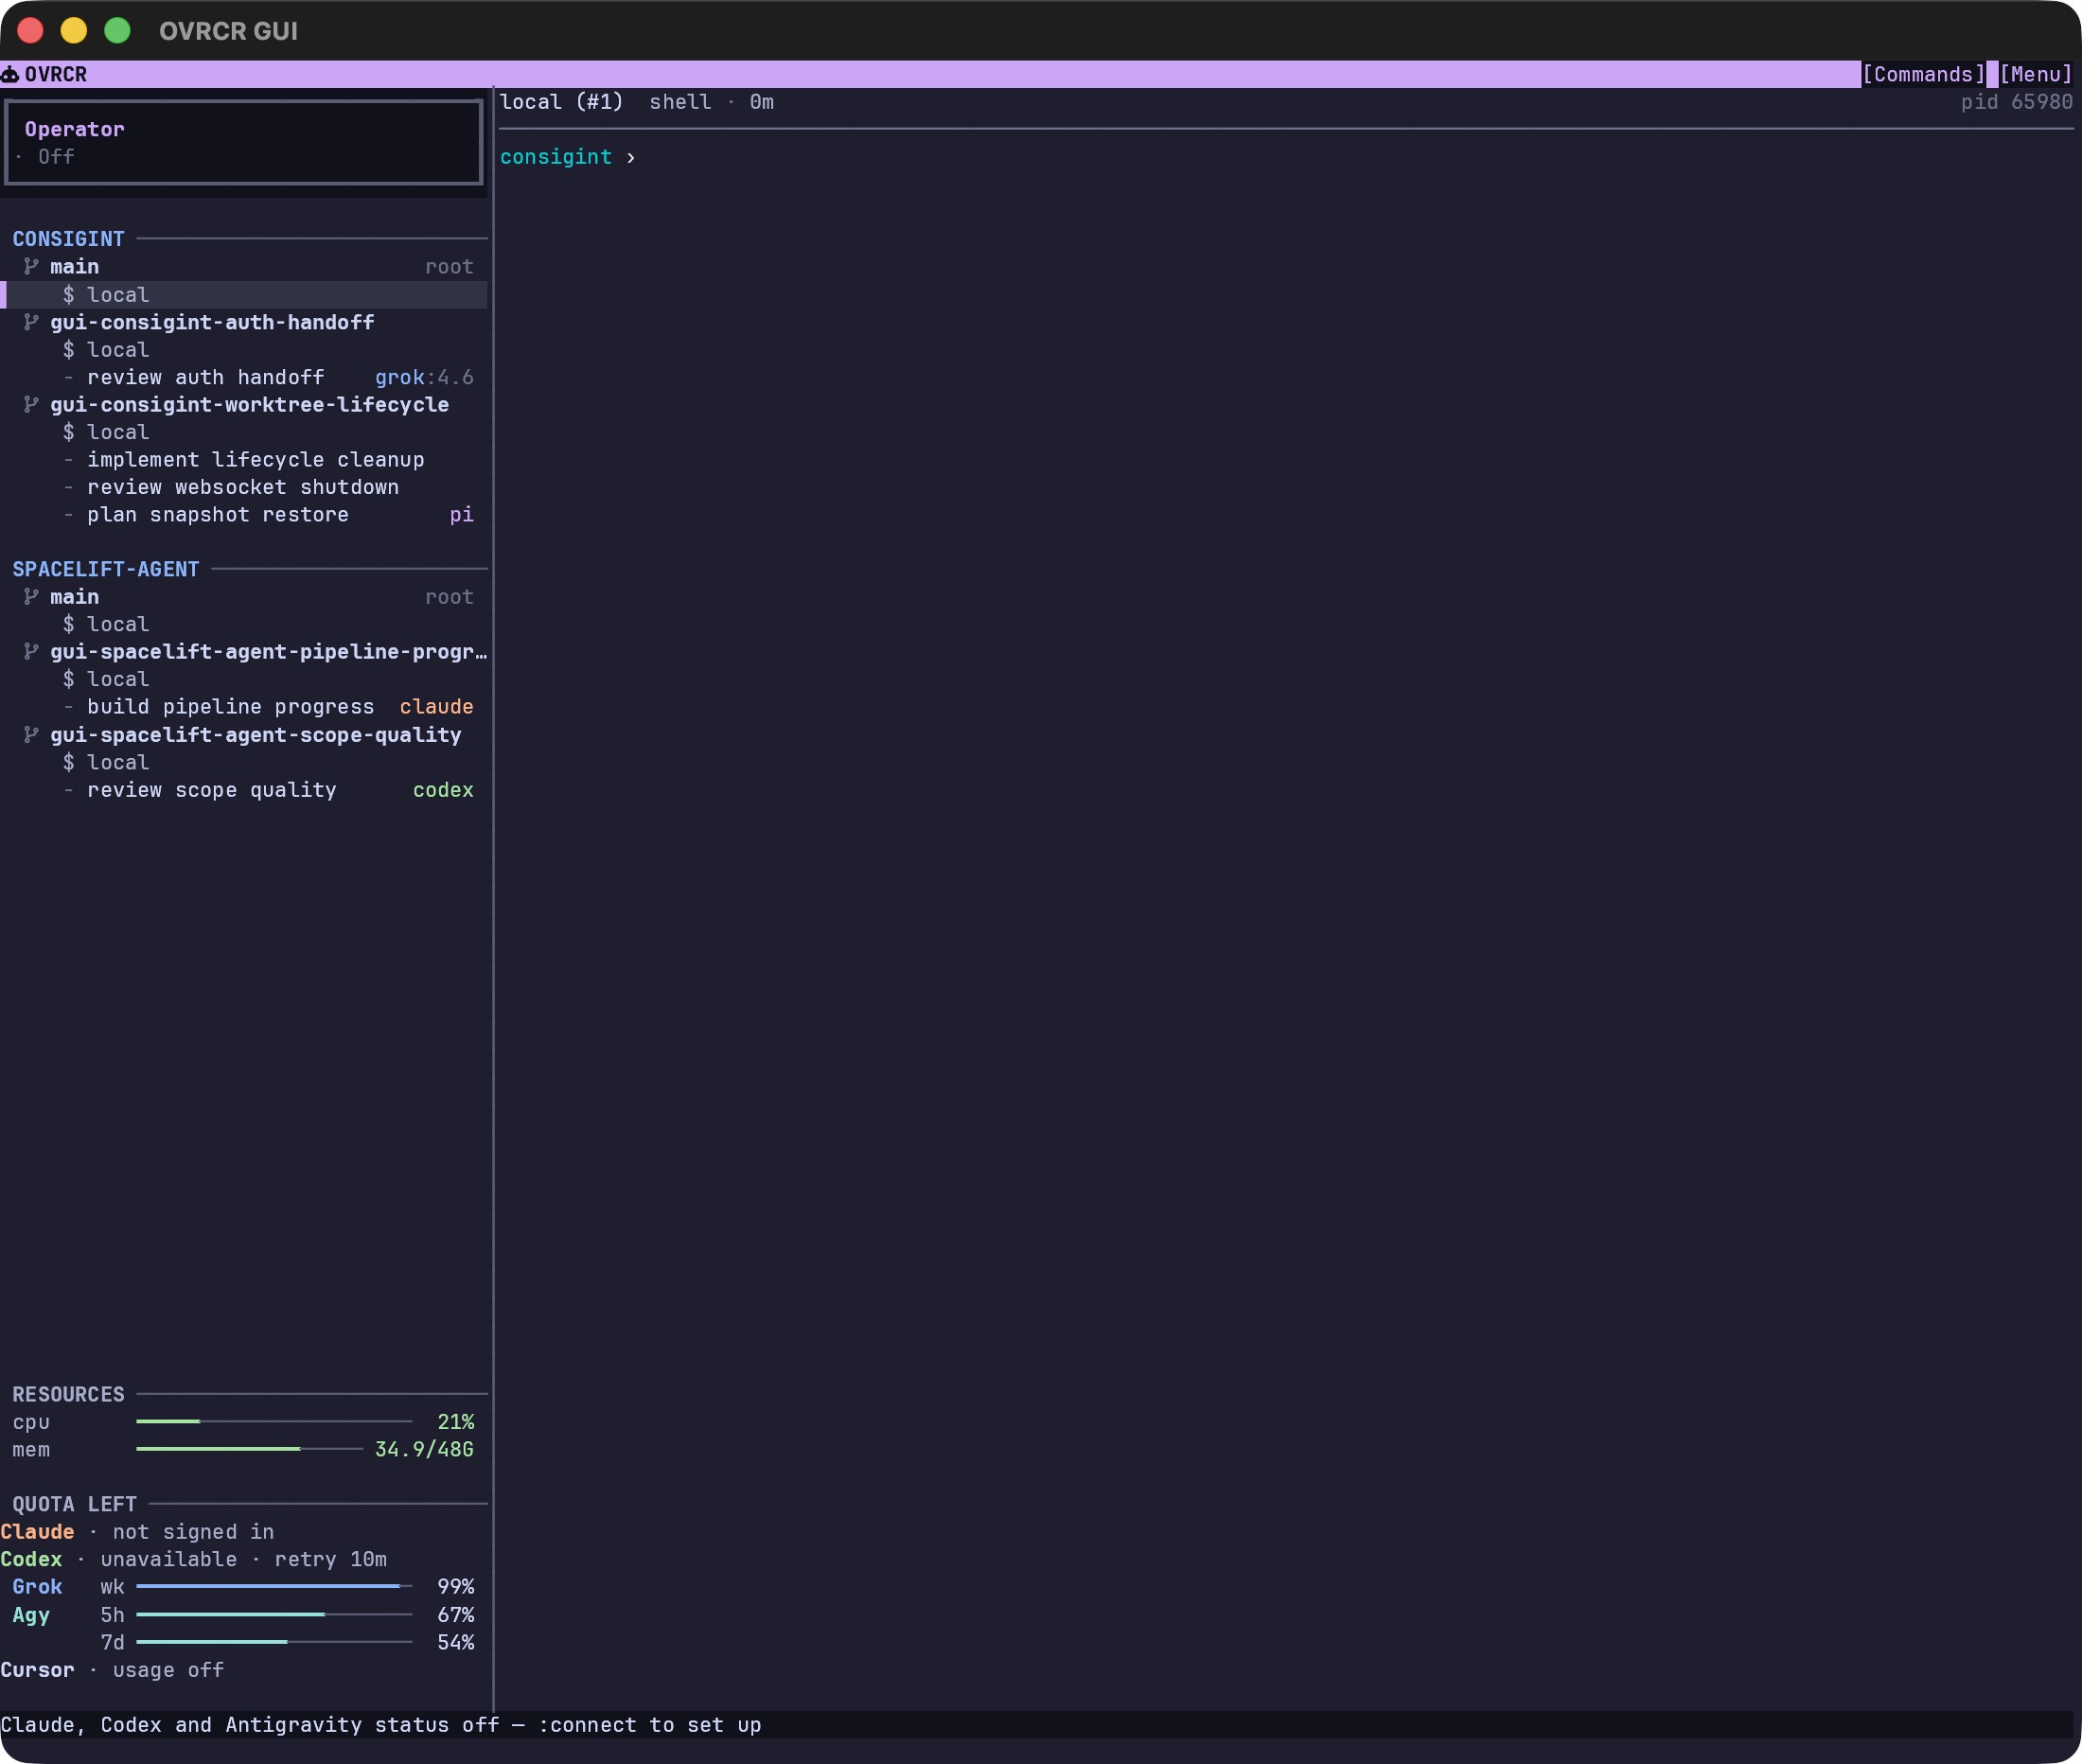 OVRCR GUI
OVRCR [Commands] [Menu]
Operator
· Off
CONSIGINT
main root
$ local
gui-consigint-auth-handoff
$ local
- review auth handoff grok:4.6
gui-consigint-worktree-lifecycle
$ local
- implement lifecycle cleanup
- review websocket shutdown
- plan snapshot restore pi
SPACELIFT-AGENT
main root
$ local
gui-spacelift-agent-pipeline-progr…
$ local
- build pipeline progress claude
gui-spacelift-agent-scope-quality
$ local
- review scope quality codex
RESOURCES
cpu 21%
mem 34.9/48G
QUOTA LEFT
Claude · not signed in
Codex · unavailable · retry 10m
Grok wk 99%
Agy 5h 67%
7d 54%
Cursor · usage off
local (#1) shell · 0m pid 65980
consigint ›
Claude, Codex and Antigravity status off — :connect to set up